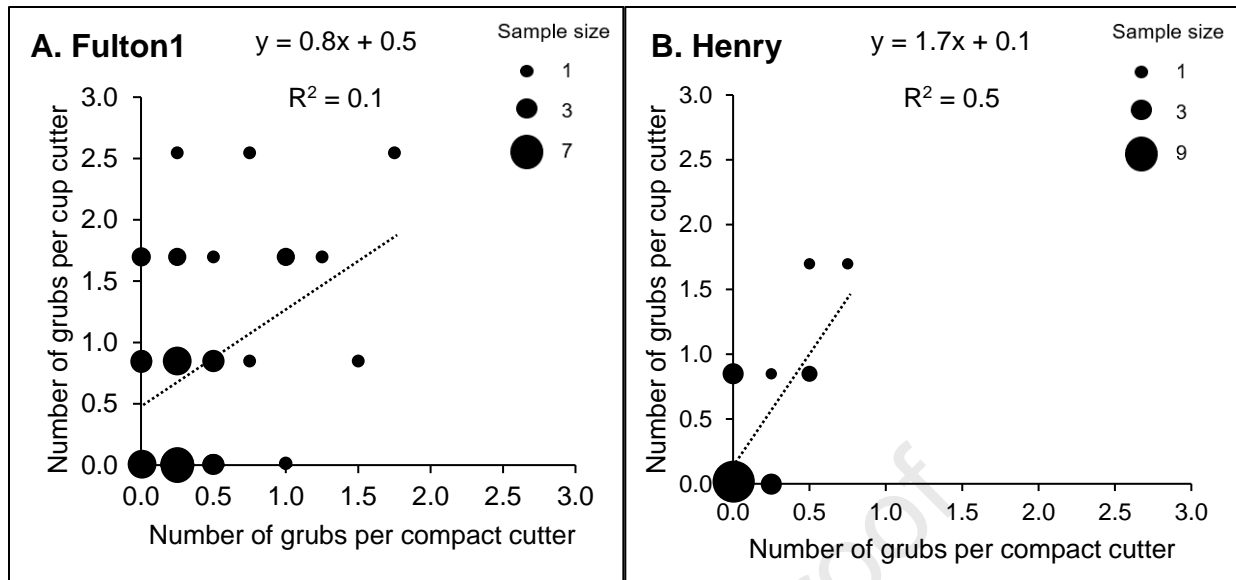 A. Fulton1
y = 0.8x + 0.5
R² = 0.1
Sample size
1
3
7
Number of grubs per cup cutter
3.0
2.5
2.0
1.5
1.0
0.5
0.0
0.0 0.5 1.0 1.5 2.0 2.5 3.0
Number of grubs per compact cutter
B. Henry
y = 1.7x + 0.1
R² = 0.5
Sample size
1
3
9
Number of grubs per cup cutter
3.0
2.5
2.0
1.5
1.0
0.5
0.0
0.0 0.5 1.0 1.5 2.0 2.5 3.0
Number of grubs per compact cutter